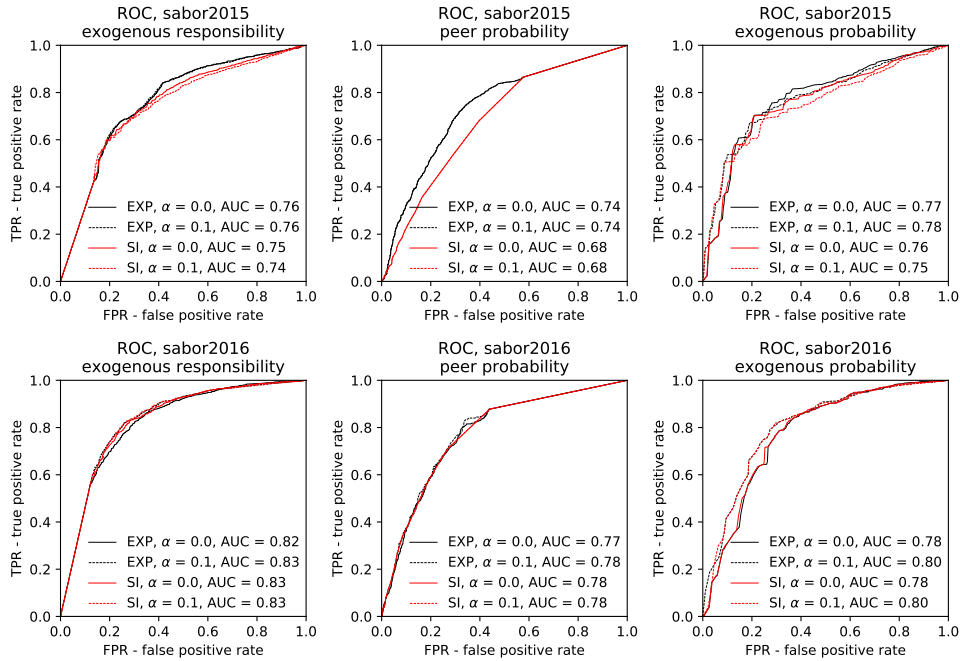 ROC, sabor2015
exogenous responsibility
1.0
0.8
0.6
0.4
0.2
0.0
TPR - true positive rate
EXP, α = 0.0, AUC = 0.76
EXP, α = 0.1, AUC = 0.76
SI, α = 0.0, AUC = 0.75
SI, α = 0.1, AUC = 0.74
0.0 0.2 0.4 0.6 0.8 1.0
FPR - false positive rate
ROC, sabor2015
peer probability
1.0
0.8
0.6
0.4
0.2
0.0
TPR - true positive rate
EXP, α = 0.0, AUC = 0.74
EXP, α = 0.1, AUC = 0.74
SI, α = 0.0, AUC = 0.68
SI, α = 0.1, AUC = 0.68
0.0 0.2 0.4 0.6 0.8 1.0
FPR - false positive rate
ROC, sabor2015
exogenous probability
1.0
0.8
0.6
0.4
0.2
0.0
TPR - true positive rate
EXP, α = 0.0, AUC = 0.77
EXP, α = 0.1, AUC = 0.78
SI, α = 0.0, AUC = 0.76
SI, α = 0.1, AUC = 0.75
0.0 0.2 0.4 0.6 0.8 1.0
FPR - false positive rate
ROC, sabor2016
exogenous responsibility
1.0
0.8
0.6
0.4
0.2
0.0
TPR - true positive rate
EXP, α = 0.0, AUC = 0.82
EXP, α = 0.1, AUC = 0.83
SI, α = 0.0, AUC = 0.83
SI, α = 0.1, AUC = 0.83
0.0 0.2 0.4 0.6 0.8 1.0
FPR - false positive rate
ROC, sabor2016
peer probability
1.0
0.8
0.6
0.4
0.2
0.0
TPR - true positive rate
EXP, α = 0.0, AUC = 0.77
EXP, α = 0.1, AUC = 0.78
SI, α = 0.0, AUC = 0.78
SI, α = 0.1, AUC = 0.78
0.0 0.2 0.4 0.6 0.8 1.0
FPR - false positive rate
ROC, sabor2016
exogenous probability
1.0
0.8
0.6
0.4
0.2
0.0
TPR - true positive rate
EXP, α = 0.0, AUC = 0.78
EXP, α = 0.1, AUC = 0.80
SI, α = 0.0, AUC = 0.78
SI, α = 0.1, AUC = 0.80
0.0 0.2 0.4 0.6 0.8 1.0
FPR - false positive rate